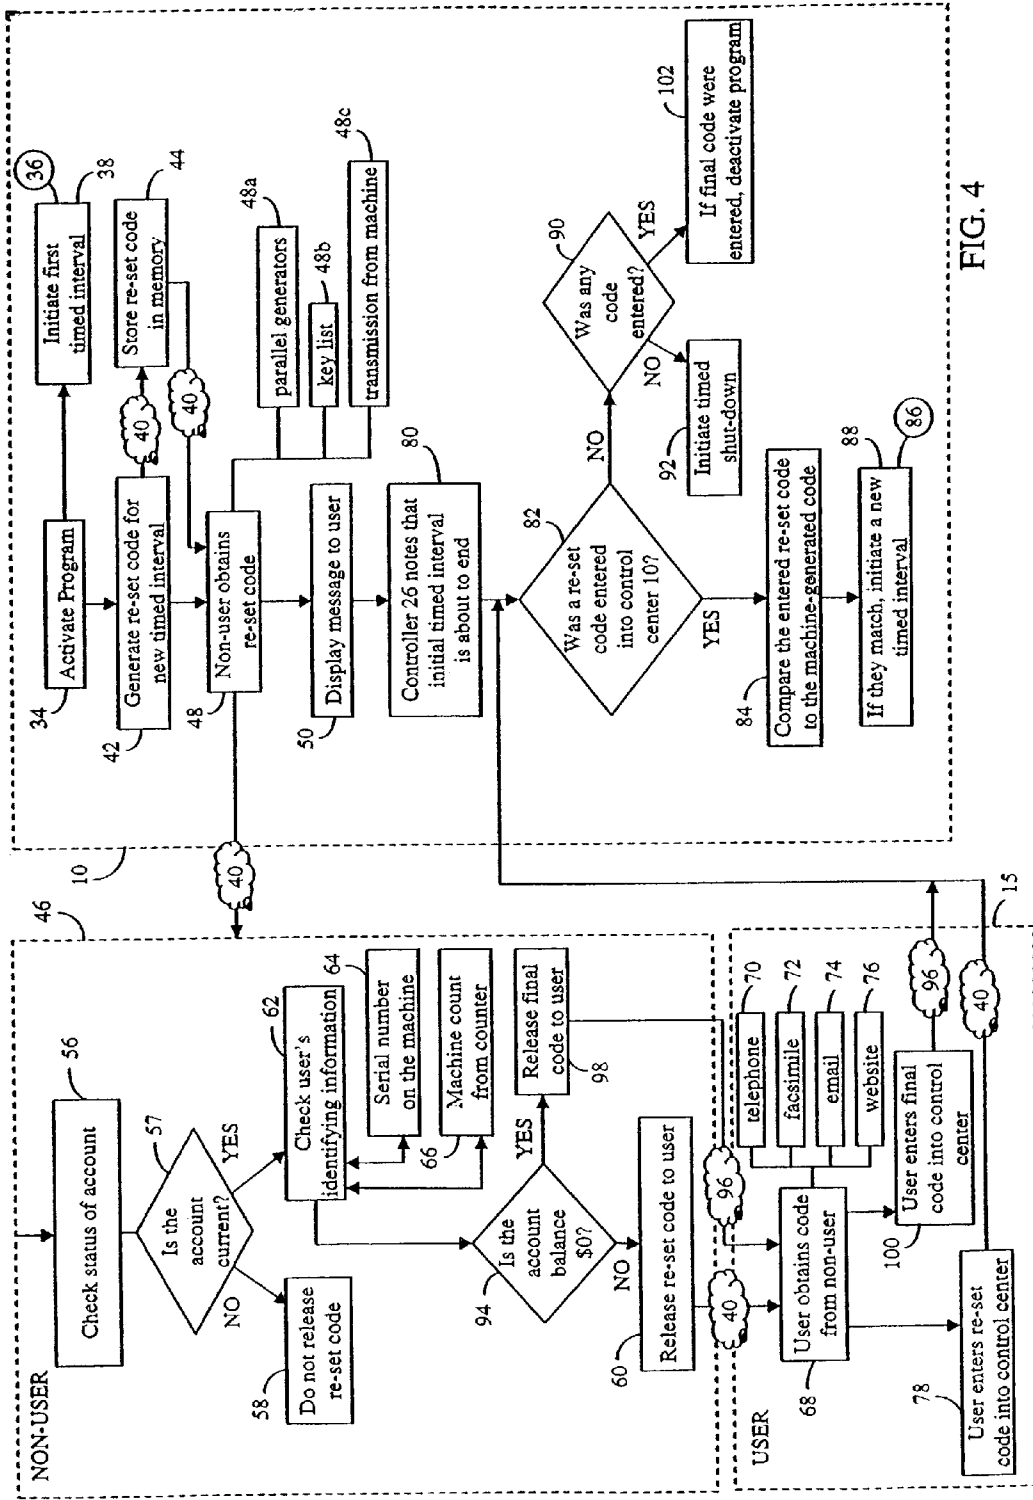 NON-USER
46
56
Check status of account
57
Is the
account
current?
NO
YES
58
Do not release
re-set code
62
Check user's
identifying information
64
Serial number
on the machine
66
Machine count
from counter
94
Is the
account
balance
$0?
YES
NO
98
Release final
code to user
60
Release re-set code to user
96
40
USER
15
68
User obtains code
from non-user
70
telephone
72
facsimile
74
email
76
website
100
User enters final
code into control
center
96
78
User enters re-set
code into control center
40
10
40
34
Activate Program
36
Initiate first
timed interval
38
42
Generate re-set code for
new timed interval
40
Store re-set code
in memory
44
40
48
Non-user obtains
re-set code
48a
parallel generators
48b
key list
48c
transmission from machine
50
Display message to user
80
Controller 26 notes that
initial timed interval
is about to end
82
Was a re-set
code entered
into control
center 10?
NO
YES
90
Was any
code
entered?
NO
YES
92
Initiate timed
shut-down
102
If final code were
entered, deactivate program
84
Compare the entered re-set code
to the machine-generated code
88
If they match, initiate a new
timed interval
86
FIG. 4